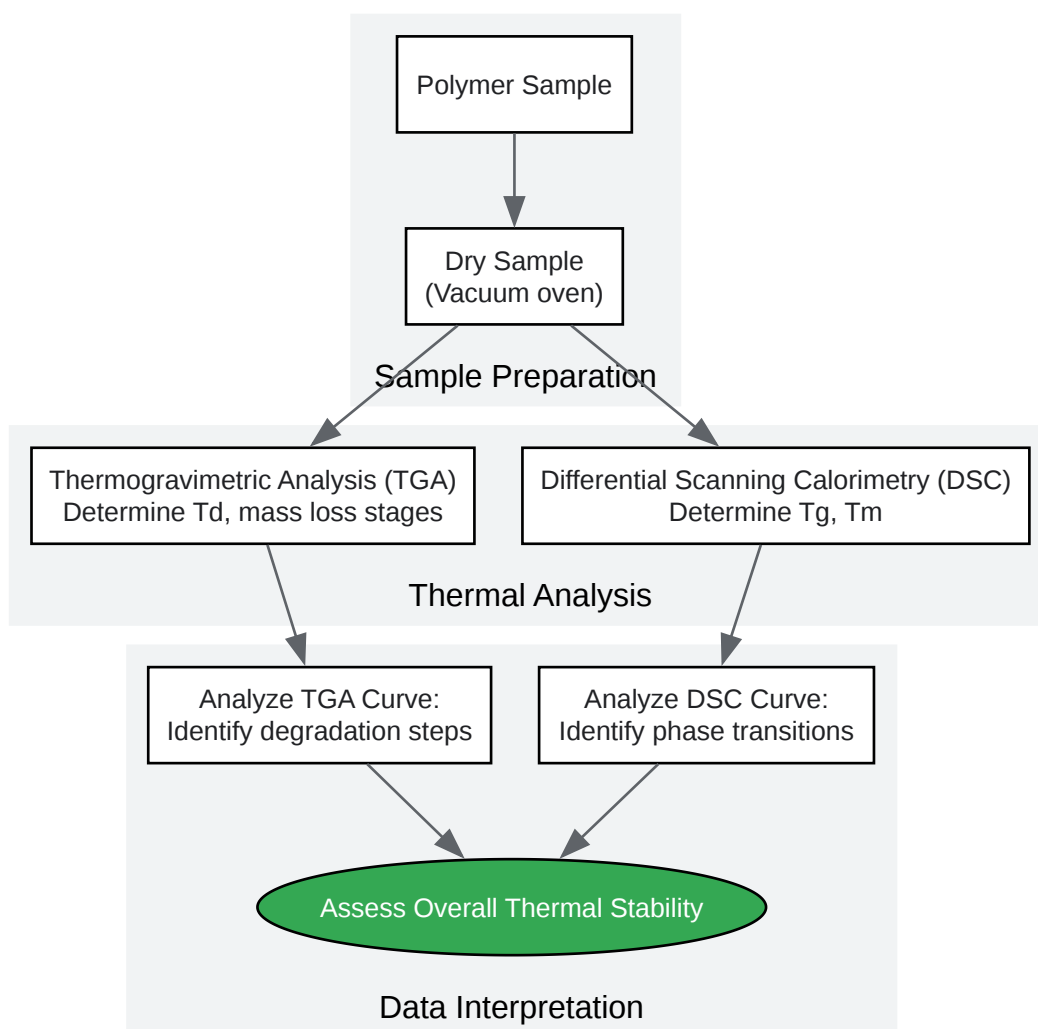 Polymer Sample
Dry Sample
(Vacuum oven)
Sample Preparation
Thermogravimetric Analysis (TGA)
Determine Td, mass loss stages
Differential Scanning Calorimetry (DSC)
Determine Tg, Tm
Thermal Analysis
Analyze TGA Curve:
Identify degradation steps
Analyze DSC Curve:
Identify phase transitions
Assess Overall Thermal Stability
Data Interpretation